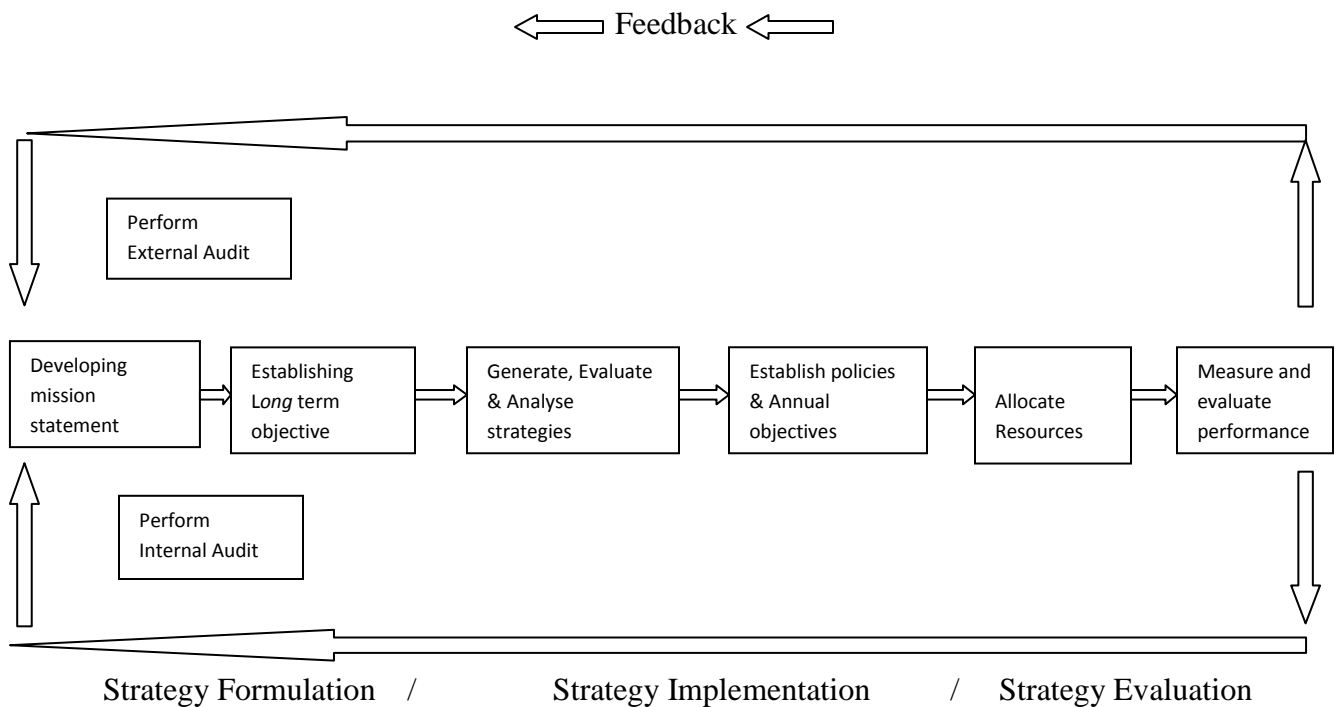 Feedback
Perform
External Audit
Developing
mission
statement
Establishing
Long term
objective
Generate, Evaluate
& Analyse
strategies
Establish policies
& Annual
objectives
Allocate
Resources
Measure and
evaluate
performance
Perform
Internal Audit
Strategy Formulation / Strategy Implementation / Strategy Evaluation